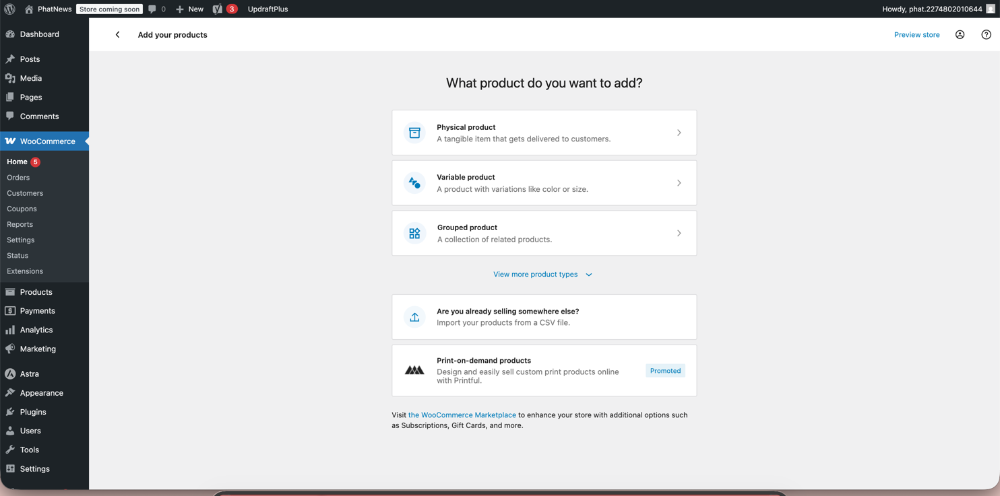 PhatNews Store coming soon 0 New 3 UpdraftPlus Howdy, phat.2274802010644
Dashboard
Posts
Media
Pages
Comments
WooCommerce
Home 5
Orders
Customers
Coupons
Reports
Settings
Status
Extensions
Products
Payments
Analytics
Marketing
Astra
Appearance
Plugins
Users
Tools
Settings
Add your products Preview store
What product do you want to add?
Physical product
A tangible item that gets delivered to customers.
Variable product
A product with variations like color or size.
Grouped product
A collection of related products.
View more product types
Are you already selling somewhere else?
Import your products from a CSV file.
Print-on-demand products
Design and easily sell custom print products online
with Printful.
Promoted
Visit the WooCommerce Marketplace to enhance your store with additional options such
as Subscriptions, Gift Cards, and more.